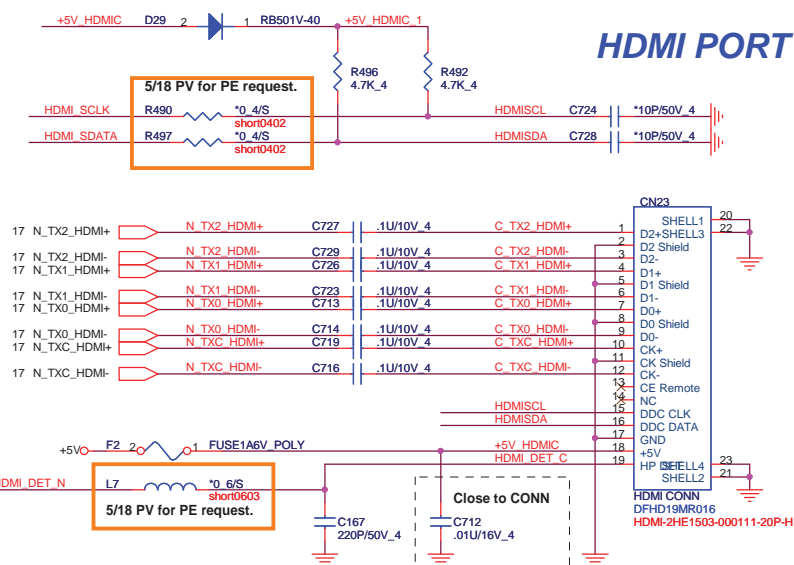 +5V_HDMIC D29 2 1 RB501V-40 +5V_HDMIC_1
HDMI PORT
R496
4.7K_4
R492
4.7K_4
5/18 PV for PE request.
HDMI_SCLK R490 *0_4/S HDMISCL C724 *10P/50V_4
short0402
HDMI_SDATA R497 *0_4/S HDMISDA C728 *10P/50V_4
short0402
CN23
SHELL1 20
17 N_TX2_HDMI+ N_TX2_HDMI+ C727 .1U/10V_4 C_TX2_HDMI+ 1 D2+SHELL3 22
2 D2 Shield
17 N_TX2_HDMI- N_TX2_HDMI- C729 .1U/10V_4 C_TX2_HDMI- 3 D2-
17 N_TX1_HDMI+ N_TX1_HDMI+ C726 .1U/10V_4 C_TX1_HDMI+ 4 D1+
5 D1 Shield
17 N_TX1_HDMI- N_TX1_HDMI- C723 .1U/10V_4 C_TX1_HDMI- 6 D1-
17 N_TX0_HDMI+ N_TX0_HDMI+ C713 .1U/10V_4 C_TX0_HDMI+ 7 D0+
8 D0 Shield
17 N_TX0_HDMI- N_TX0_HDMI- C714 .1U/10V_4 C_TX0_HDMI- 9 D0-
17 N_TXC_HDMI+ N_TXC_HDMI+ C719 .1U/10V_4 C_TXC_HDMI+ 10 CK+
11 CK Shield
17 N_TXC_HDMI- N_TXC_HDMI- C716 .1U/10V_4 C_TXC_HDMI- 12 CK-
13 CE Remote
14 NC
HDMISCL 15 DDC CLK
HDMISDA 16 DDC DATA
17 GND
+5V F2 2 1 FUSE1A6V_POLY +5V_HDMIC 18 +5V
HDMI_DET_C 19 HP DET SHELL4 23
SHELL2 21
HDMI_DET_N L7 *0_6/S
short0603
5/18 PV for PE request.
Close to CONN
C167
220P/50V_4
C712
.01U/16V_4
HDMI CONN
DFHD19MR016
HDMI-2HE1503-000111-20P-H